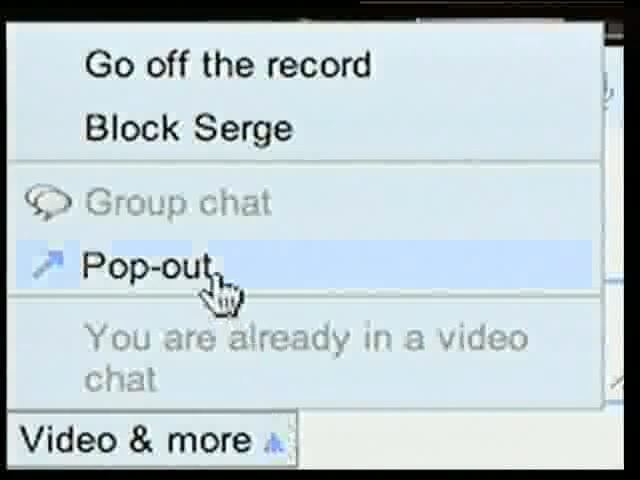 Go off the record
Block Serge
Group chat
Pop-out
You are already in a video
chat
Video & more